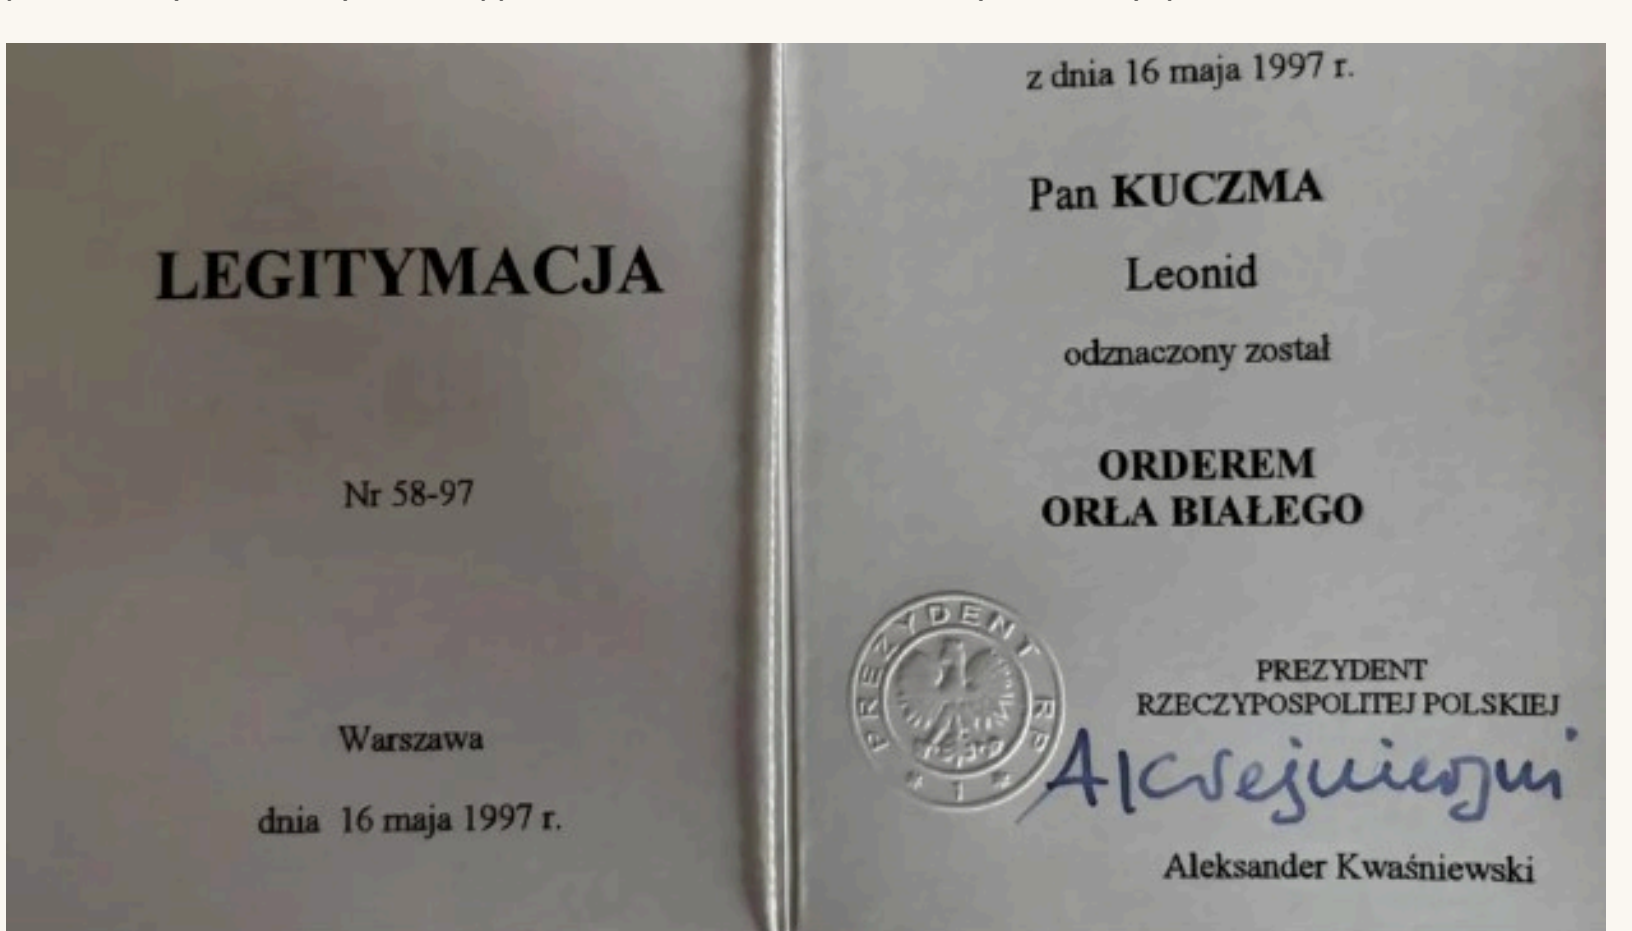 LEGITYMACJA
Nr 58-97
Warszawa
dnia 16 maja 1997 r.
z dnia 16 maja 1997 r.
Pan KUCZMA
Leonid
odznaczony został
ORDEREM
ORŁA BIAŁEGO
PREZYDENT RP
* 1 *
PREZYDENT
RZECZYPOSPOLITEJ POLSKIEJ
Aleksander Kwaśniewski